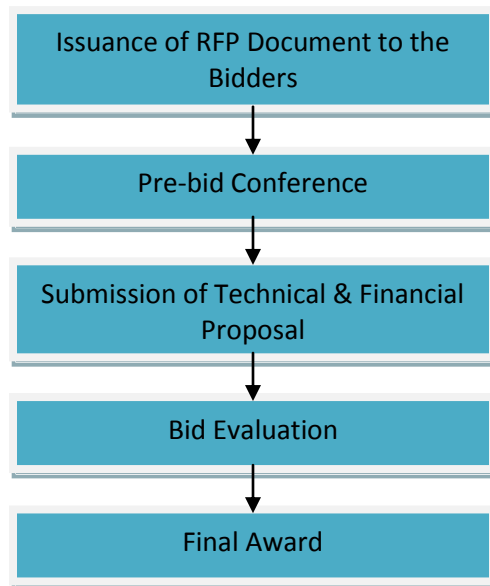 Issuance of RFP Document to the
Bidders
Pre-bid Conference
Submission of Technical & Financial
Proposal
Bid Evaluation
Final Award